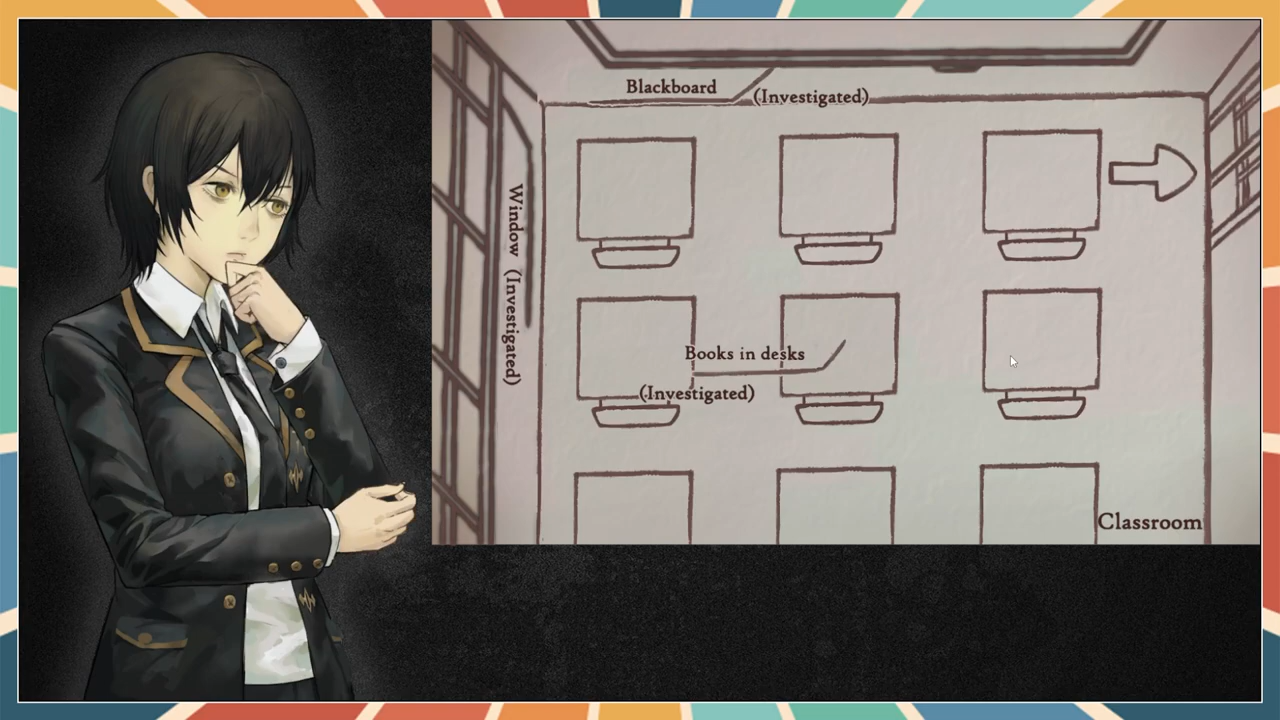 Blackboard
(Investigated)
Window (Investigated)
Books in desks
(Investigated)
Classroom